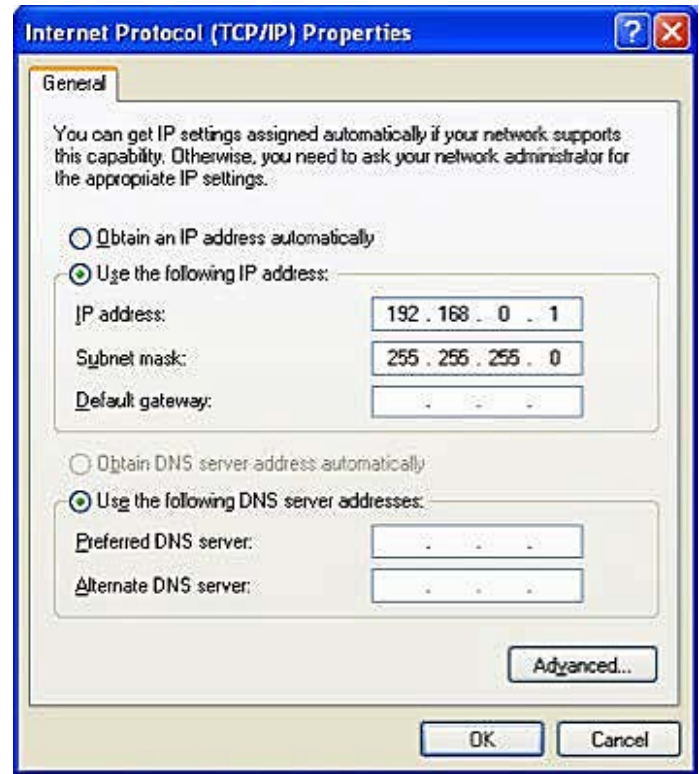 Internet Protocol (TCP/IP) Properties
General
You can get IP settings assigned automatically if your network supports
this capability. Otherwise, you need to ask your network administrator for
the appropriate IP settings.
Obtain an IP address automatically
Use the following IP address:
IP address: 192 . 168 . 0 . 1
Subnet mask: 255 . 255 . 255 . 0
Default gateway: . . .
Obtain DNS server address automatically
Use the following DNS server addresses:
Preferred DNS server: . . .
Alternate DNS server: . . .
Advanced...
OK Cancel